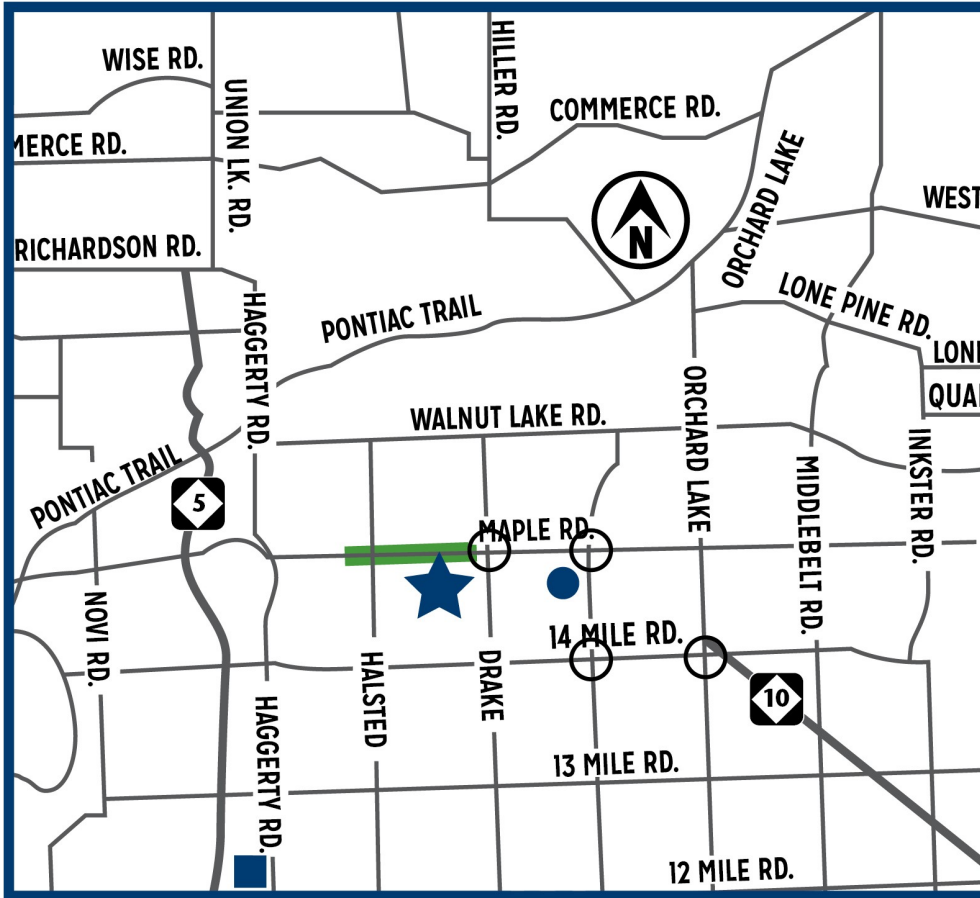 WISE RD.
HILLER RD.
UNION LK. RD.
COMMERCE RD.
MERCE RD.
ORCHARD LAKE
WEST
N
RICHARDSON RD.
HAGGERTY RD.
PONTIAC TRAIL
LONE PINE RD.
LON
QUA
WALNUT LAKE RD.
ORCHARD LAKE
INKSTER RD.
MIDDLEBELT RD.
PONTIAC TRAIL
5
MAPLE RD.
NOVI RD.
14 MILE RD.
HALSTED
DRAKE
10
HAGGERTY RD.
13 MILE RD.
12 MILE RD.